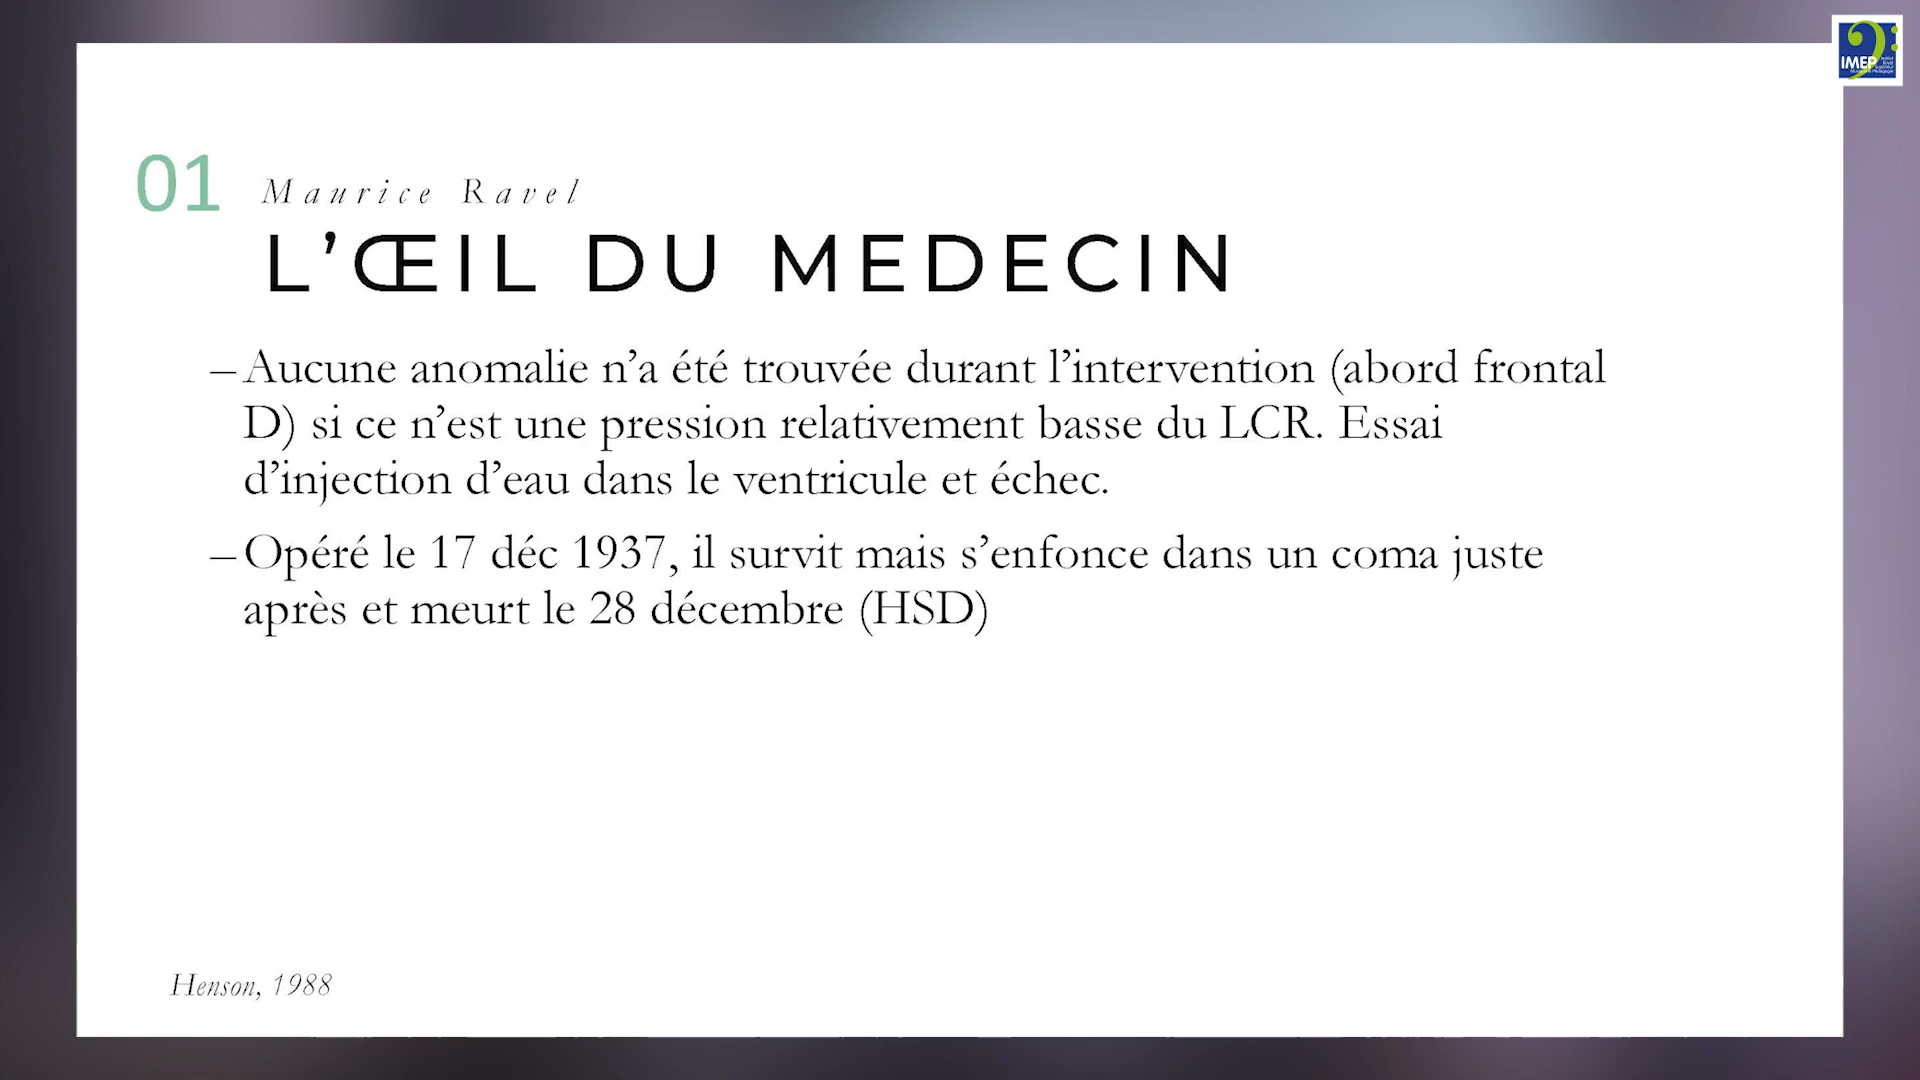 IMEP
01
Maurice Ravel
L’ŒIL DU MEDECIN
– Aucune anomalie n’a été trouvée durant l’intervention (abord frontal
D) si ce n’est une pression relativement basse du LCR. Essai
d’injection d’eau dans le ventricule et échec.
– Opéré le 17 déc 1937, il survit mais s’enfonce dans un coma juste
après et meurt le 28 décembre (HSD)
Henson, 1988